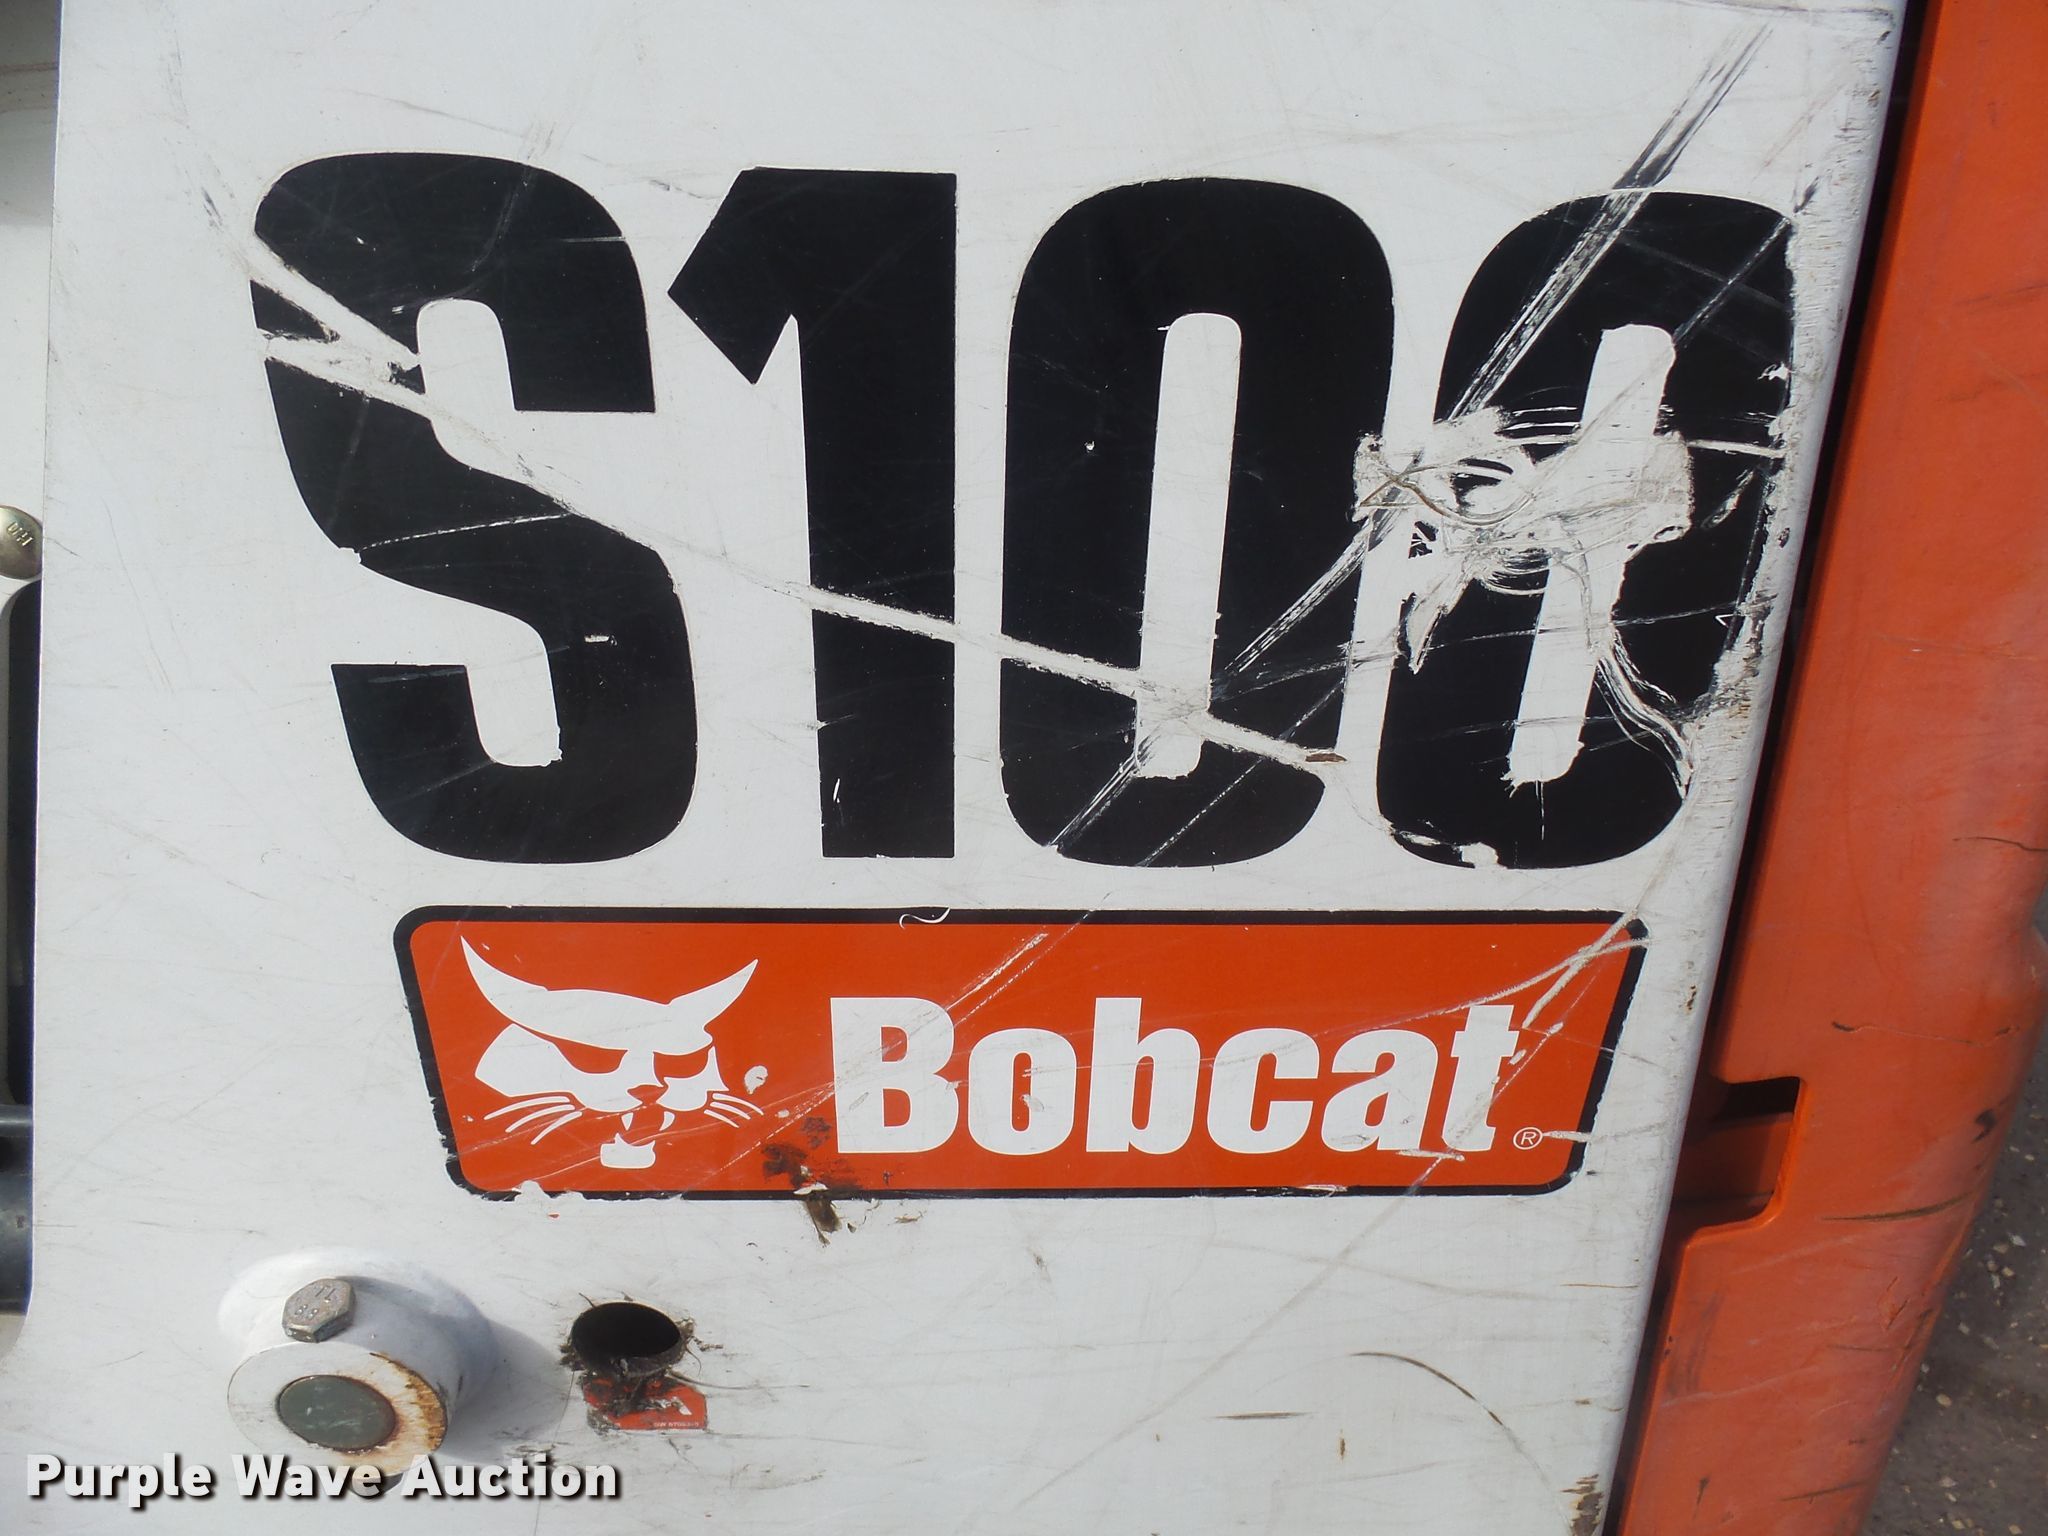 S100
Bobcat®
Purple Wave Auction